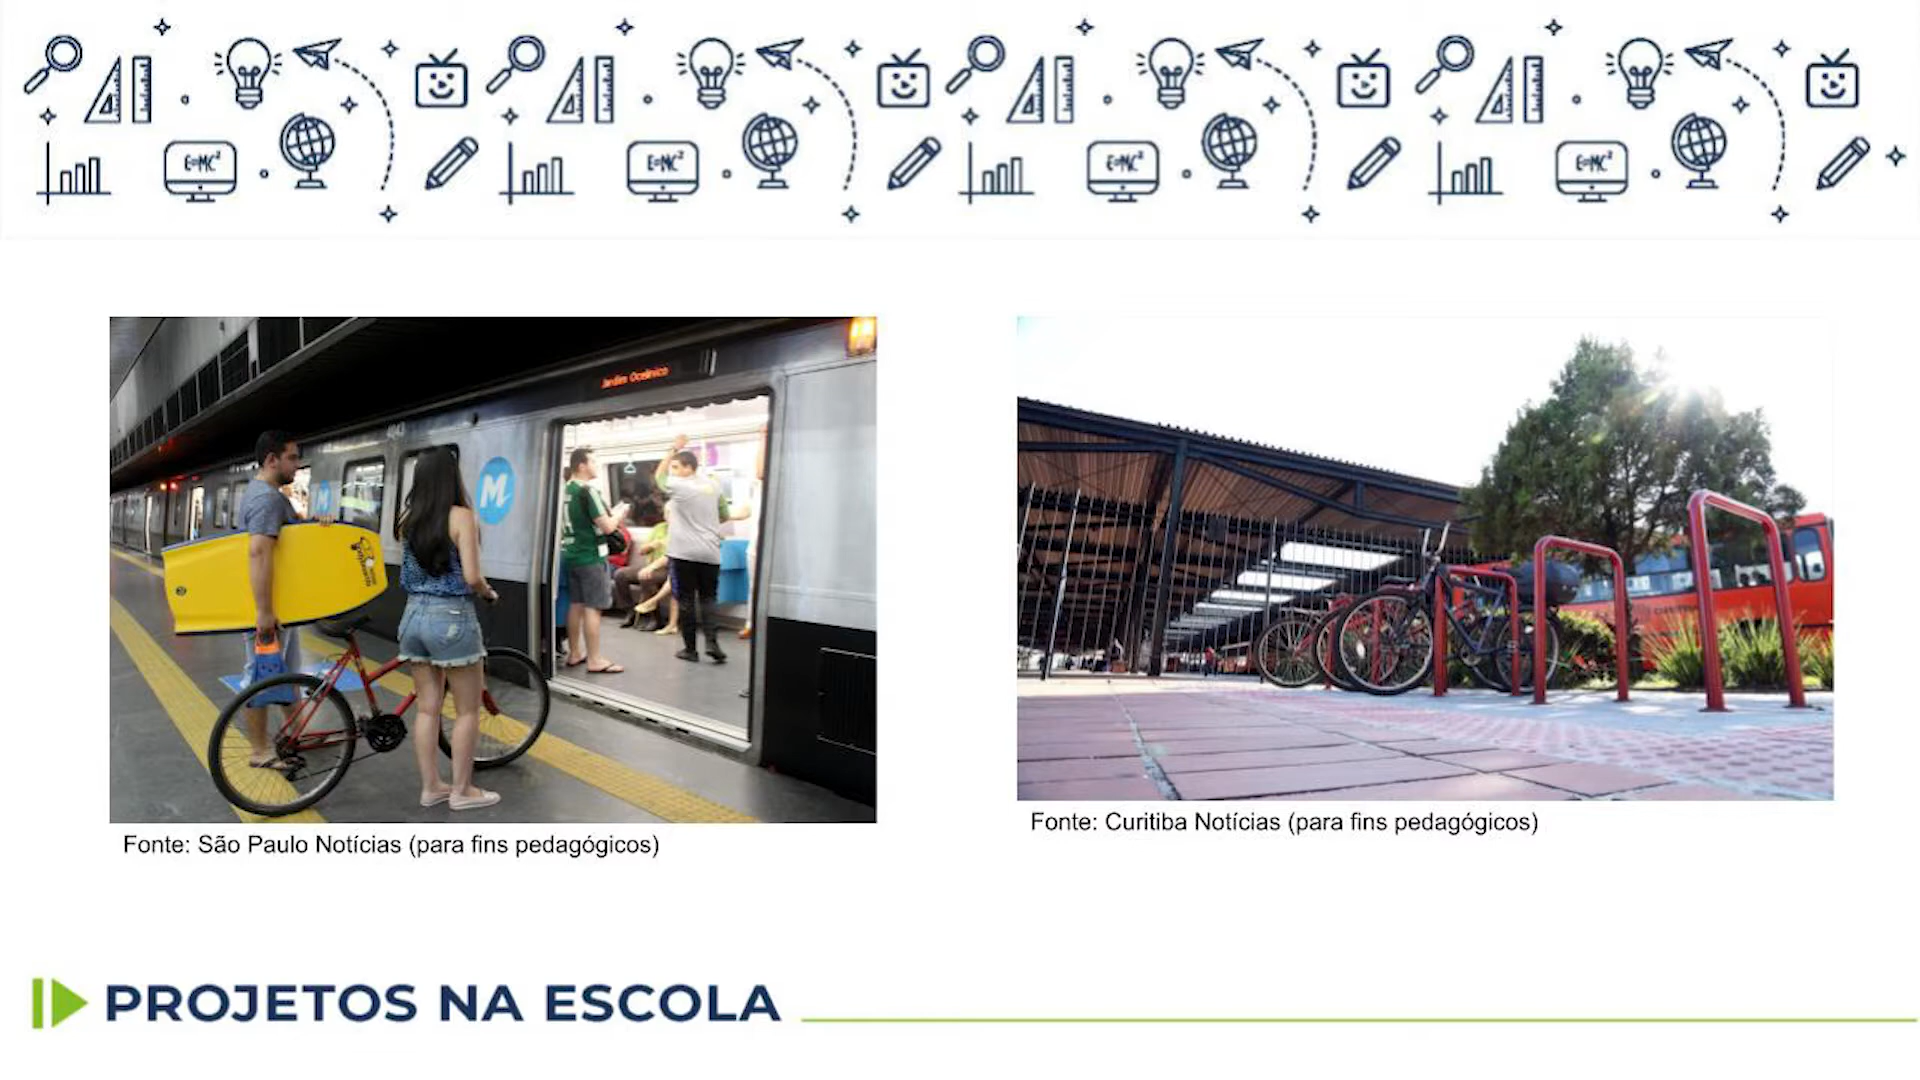 E=MC²
E=MC²
E=MC²
E=MC²
Jardim Oceânico
M
Fonte: São Paulo Notícias (para fins pedagógicos)
Fonte: Curitiba Notícias (para fins pedagógicos)
PROJETOS NA ESCOLA